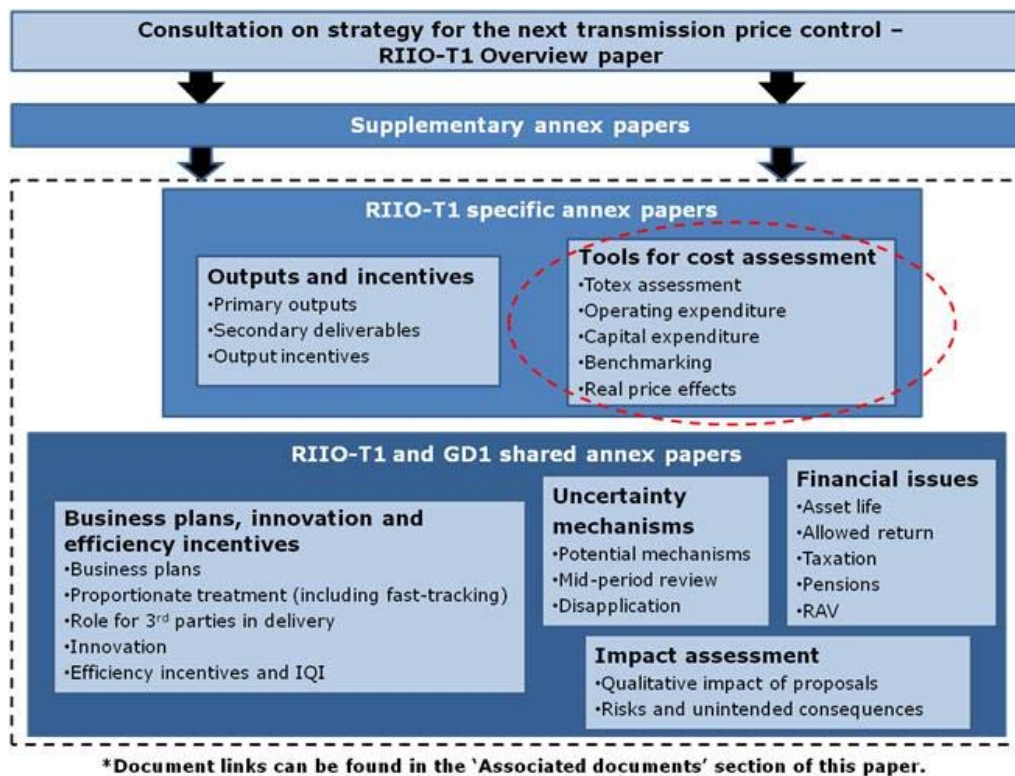 Consultation on strategy for the next transmission price control –
RIIO-T1 Overview paper
Supplementary annex papers
RIIO-T1 specific annex papers
Outputs and incentives
•Primary outputs
•Secondary deliverables
•Output incentives
Tools for cost assessment
•Totex assessment
•Operating expenditure
•Capital expenditure
•Benchmarking
•Real price effects
RIIO-T1 and GD1 shared annex papers
Business plans, innovation and
efficiency incentives
•Business plans
•Proportionate treatment (including fast-tracking)
•Role for 3rd parties in delivery
•Innovation
•Efficiency incentives and IQI
Uncertainty
mechanisms
•Potential mechanisms
•Mid-period review
•Disapplication
Financial issues
•Asset life
•Allowed return
•Taxation
•Pensions
•RAV
Impact assessment
•Qualitative impact of proposals
•Risks and unintended consequences
*Document links can be found in the ‘Associated documents’ section of this paper.